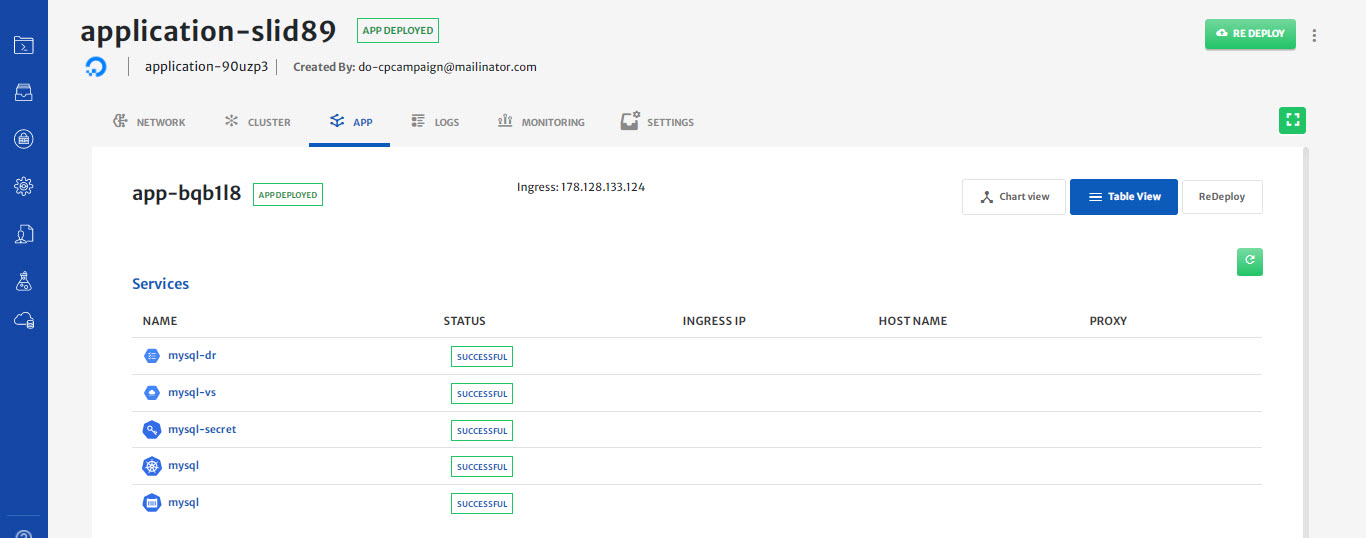 application-slid89 APP DEPLOYED
RE DEPLOY
application-90uzp3 Created By: do-cpcampaign@mailinator.com
NETWORK CLUSTER APP LOGS MONITORING SETTINGS
app-bqb1l8 APP DEPLOYED Ingress: 178.128.133.124 Chart view Table View ReDeploy
Services
NAME STATUS INGRESS IP HOST NAME PROXY
mysql-dr SUCCESSFUL
mysql-vs SUCCESSFUL
mysql-secret SUCCESSFUL
mysql SUCCESSFUL
mysql SUCCESSFUL